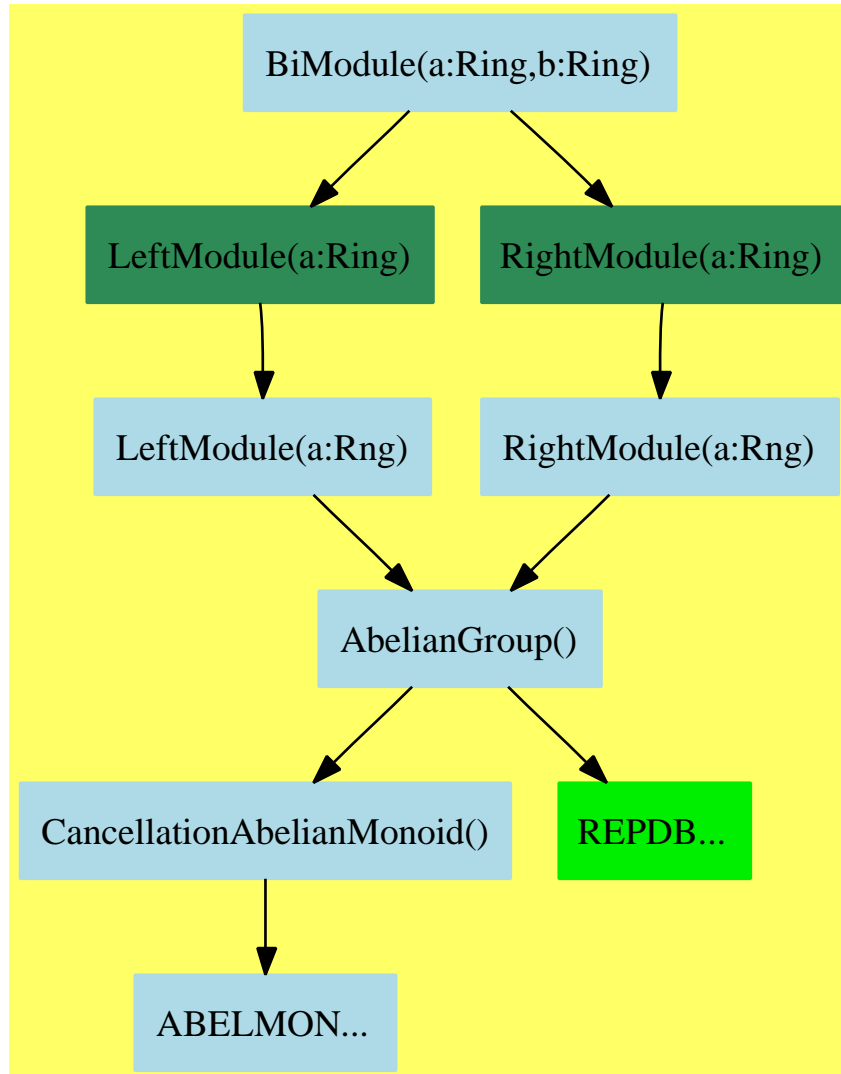 BiModule(a:Ring,b:Ring)
LeftModule(a:Ring)
RightModule(a:Ring)
LeftModule(a:Rng)
RightModule(a:Rng)
AbelianGroup()
CancellationAbelianMonoid()
REPDB...
ABELMON...